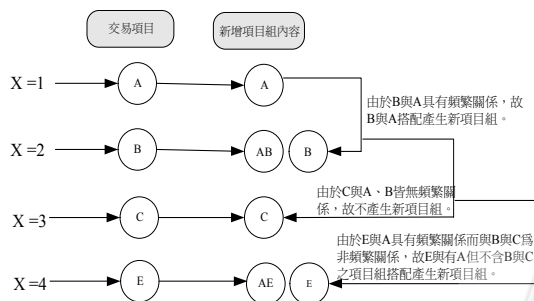 交易項目
新增項目組內容
X =1
A
A
由於B與A具有頻繁關係,故
B與A搭配產生新項目組。
X =2
B
AB
B
由於C與A、B皆無頻繁關
係,故不產生新項目組。
X =3
C
C
由於E與A具有頻繁關係而與B與C為
非頻繁關係,故E與有A但不含B與C
之項目組搭配產生新項目組。
X =4
E
AE
E